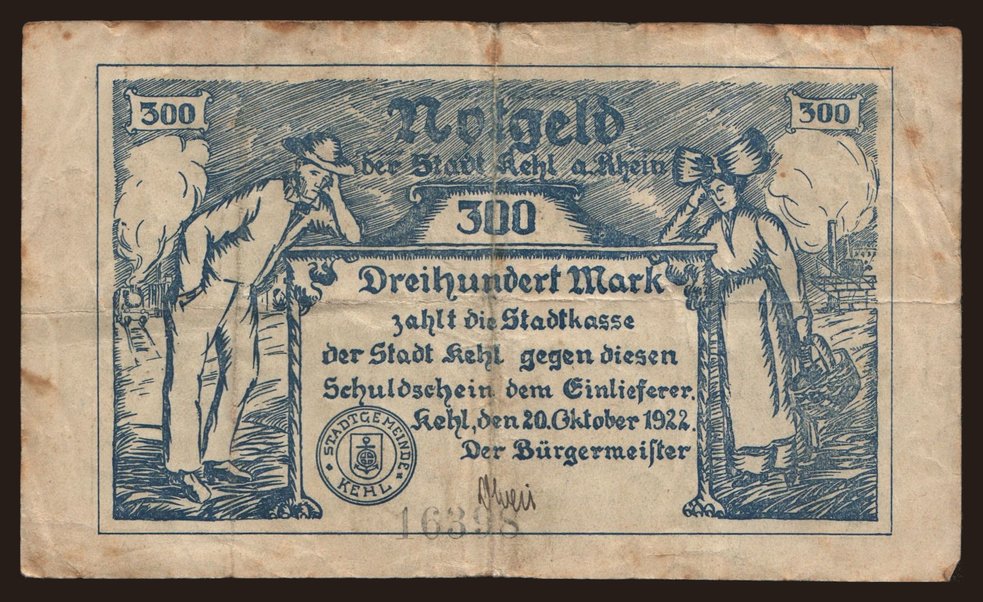 300
300
Notgeld
der Stadt Kehl a. Rhein
300
Dreihundert Mark
zahlt die Stadtkasse
der Stadt Kehl gegen diesen
Schuldschein dem Einlieferer.
Kehl, den 20. Oktober 1922.
Der Bürgermeister
STADTGEMEINDE
KEHL
16398